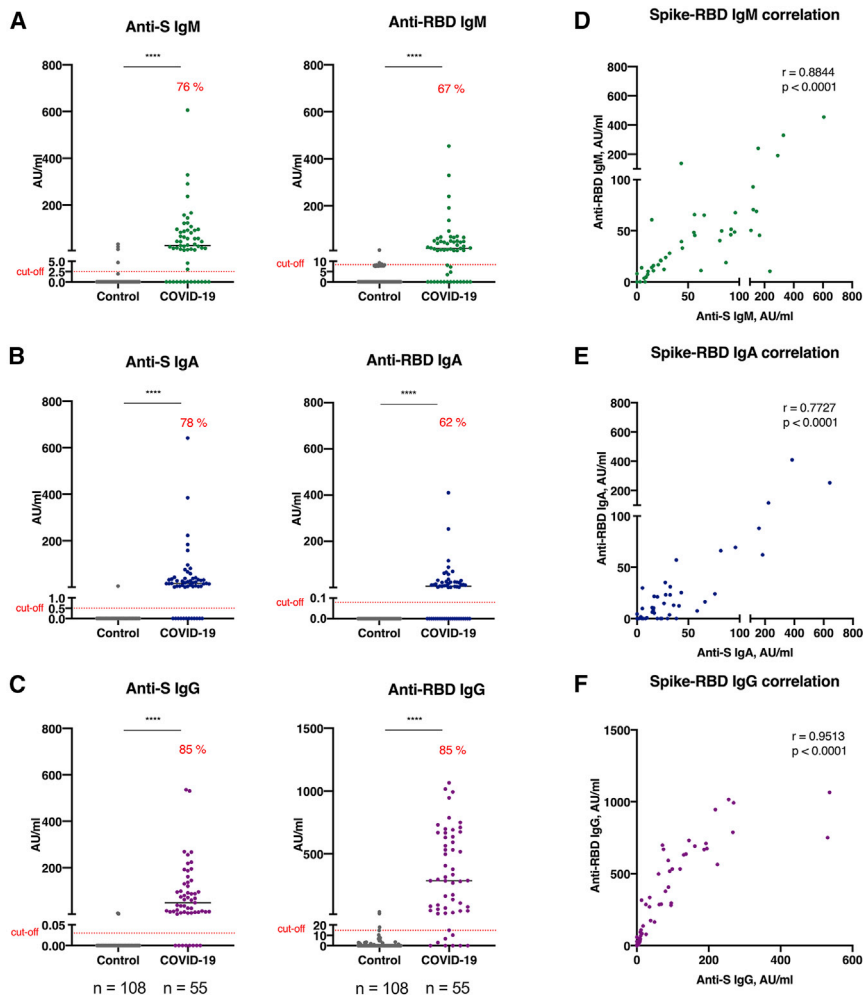 A
Anti-S IgM
Anti-RBD IgM
****
****
76 %
67 %
AU/ml
800
600
400
200
5.0
2.5
0.0
cut-off
Control
COVID-19
800
600
400
200
10
5
0
cut-off
Control
COVID-19
D
Spike-RBD IgM correlation
r = 0.8844
p < 0.0001
Anti-RBD IgM, AU/ml
800
600
400
200
100
50
0
0
50
100
200
400
600
800
Anti-S IgM, AU/ml
B
Anti-S IgA
Anti-RBD IgA
****
****
78 %
62 %
AU/ml
800
600
400
200
1.0
0.5
0.0
cut-off
Control
COVID-19
800
600
400
200
0.1
0.0
cut-off
Control
COVID-19
E
Spike-RBD IgA correlation
r = 0.7727
p < 0.0001
Anti-RBD IgA, AU/ml
800
600
400
200
100
50
0
0
50
100
200
400
600
800
Anti-S IgA, AU/ml
C
Anti-S IgG
Anti-RBD IgG
****
****
85 %
85 %
AU/ml
800
600
400
200
0.05
0.00
cut-off
Control
COVID-19
n = 108
n = 55
AU/ml
1500
1000
500
20
10
0
cut-off
Control
COVID-19
n = 108
n = 55
F
Spike-RBD IgG correlation
r = 0.9513
p < 0.0001
Anti-RBD IgG, AU/ml
1500
1000
500
0
0
200
400
600
Anti-S IgG, AU/ml